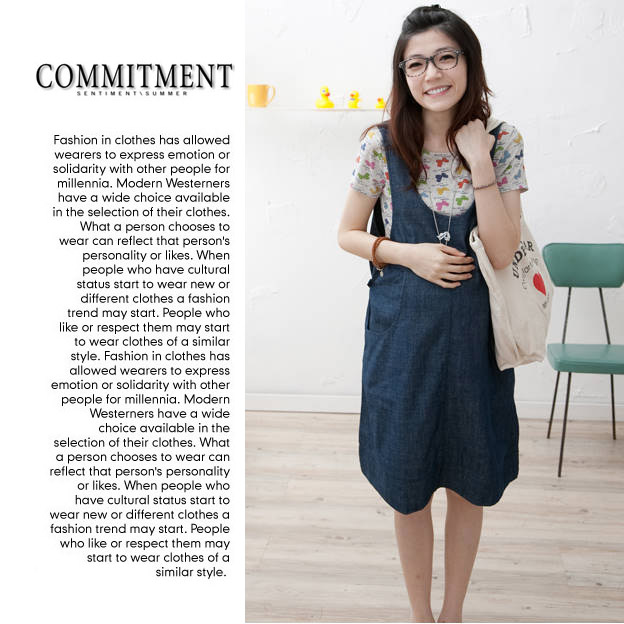 COMMITMENT
SENTIMENT\SUMMER
Fashion in clothes has allowed
wearers to express emotion or
solidarity with other people for
millennia. Modern Westerners
have a wide choice available
in the selection of their clothes.
What a person chooses to
wear can reflect that person's
personality or likes. When
people who have cultural
status start to wear new or
different clothes a fashion
trend may start. People who
like or respect them may start
to wear clothes of a similar
style. Fashion in clothes has
allowed wearers to express
emotion or solidarity with other
people for millennia. Modern
Westerners have a wide
choice available in the
selection of their clothes. What
a person chooses to wear can
reflect that person's personality
or likes. When people who
have cultural status start to
wear new or different clothes a
fashion trend may start. People
who like or respect them may
start to wear clothes of a
similar style.